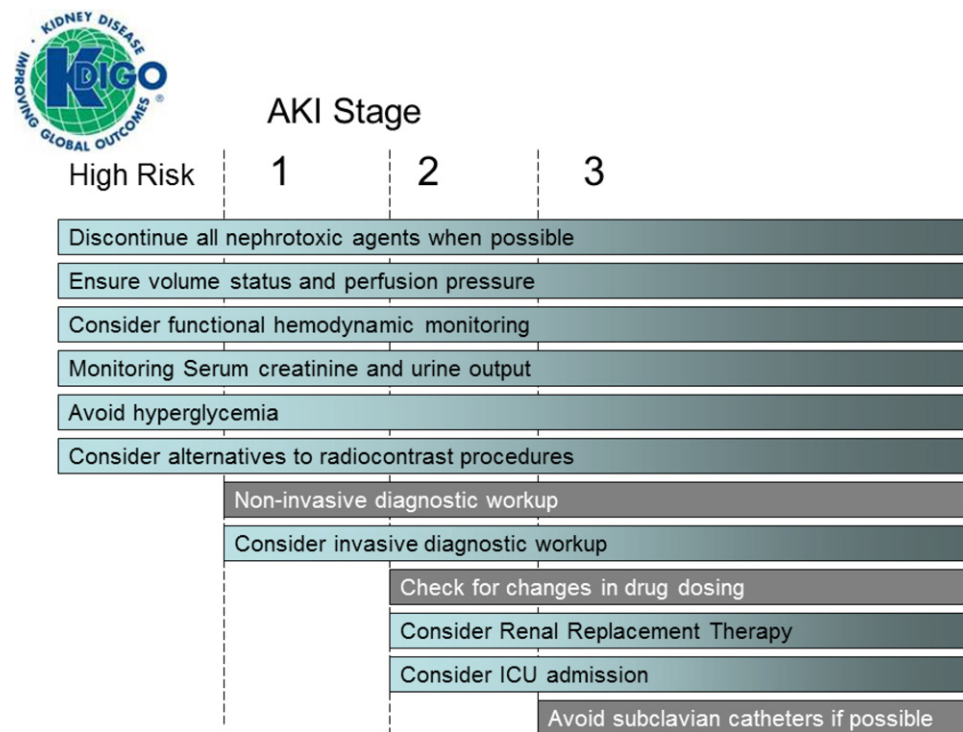 KIDNEY DISEASE
IMPROVING GLOBAL OUTCOMES
KDIGO
®
AKI Stage
High Risk 1 2 3
Discontinue all nephrotoxic agents when possible
Ensure volume status and perfusion pressure
Consider functional hemodynamic monitoring
Monitoring Serum creatinine and urine output
Avoid hyperglycemia
Consider alternatives to radiocontrast procedures
Non-invasive diagnostic workup
Consider invasive diagnostic workup
Check for changes in drug dosing
Consider Renal Replacement Therapy
Consider ICU admission
Avoid subclavian catheters if possible